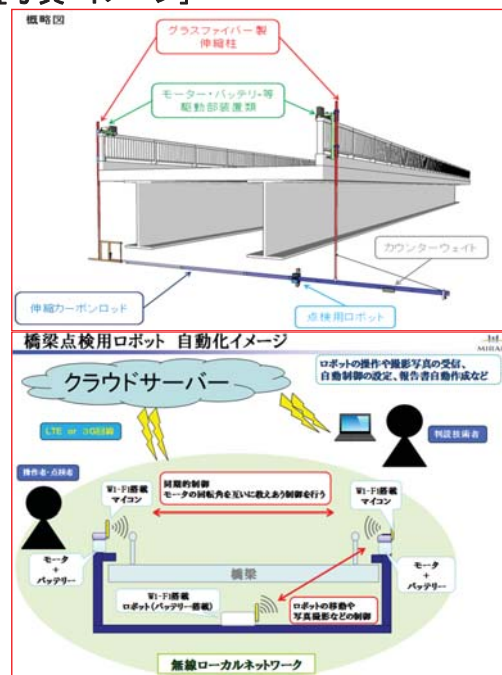 概略図
グラスファイバー製
伸縮柱
モーター・バッテリ・等
駆動部装置類
カウンターウェイト
伸縮カーボンロッド
点検用ロボット
橋梁点検用ロボット 自動化イメージ
クラウドサーバー
ロボットの操作や撮影写真の受信、
自動制御の設定、報告書自動作成など
LTE or 3G回線
判読技術者
操作者・点検者
Wi-Fi搭載
マイコン
同期的制御
モータの回転角を互いに教えあう制御を行う
Wi-Fi搭載
マイコン
モータ
+
バッテリー
橋梁
モータ
+
バッテリー
Wi-Fi搭載
ロボット(バッテリー搭載)
ロボットの移動や
写真撮影などの制御
無線ローカルネットワーク